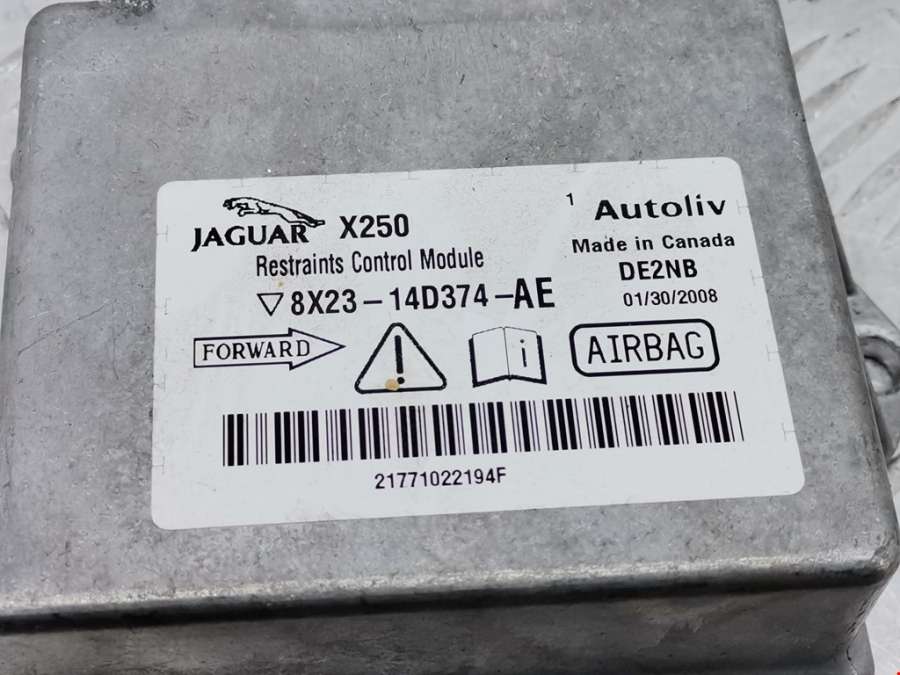 JAGUAR X250
Restraints Control Module
8X23-14D374-AE
1 Autoliv
Made in Canada
DE2NB
01/30/2008
FORWARD
i
AIRBAG
21771022194F